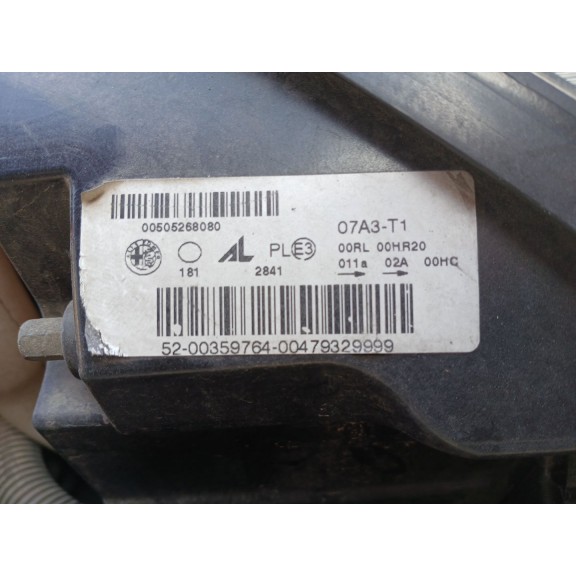 00505268080
07A3-T1
AL PL E3 00RL 00HR20
181 2841 011a 02A 00HC
52-00359764-00479329999